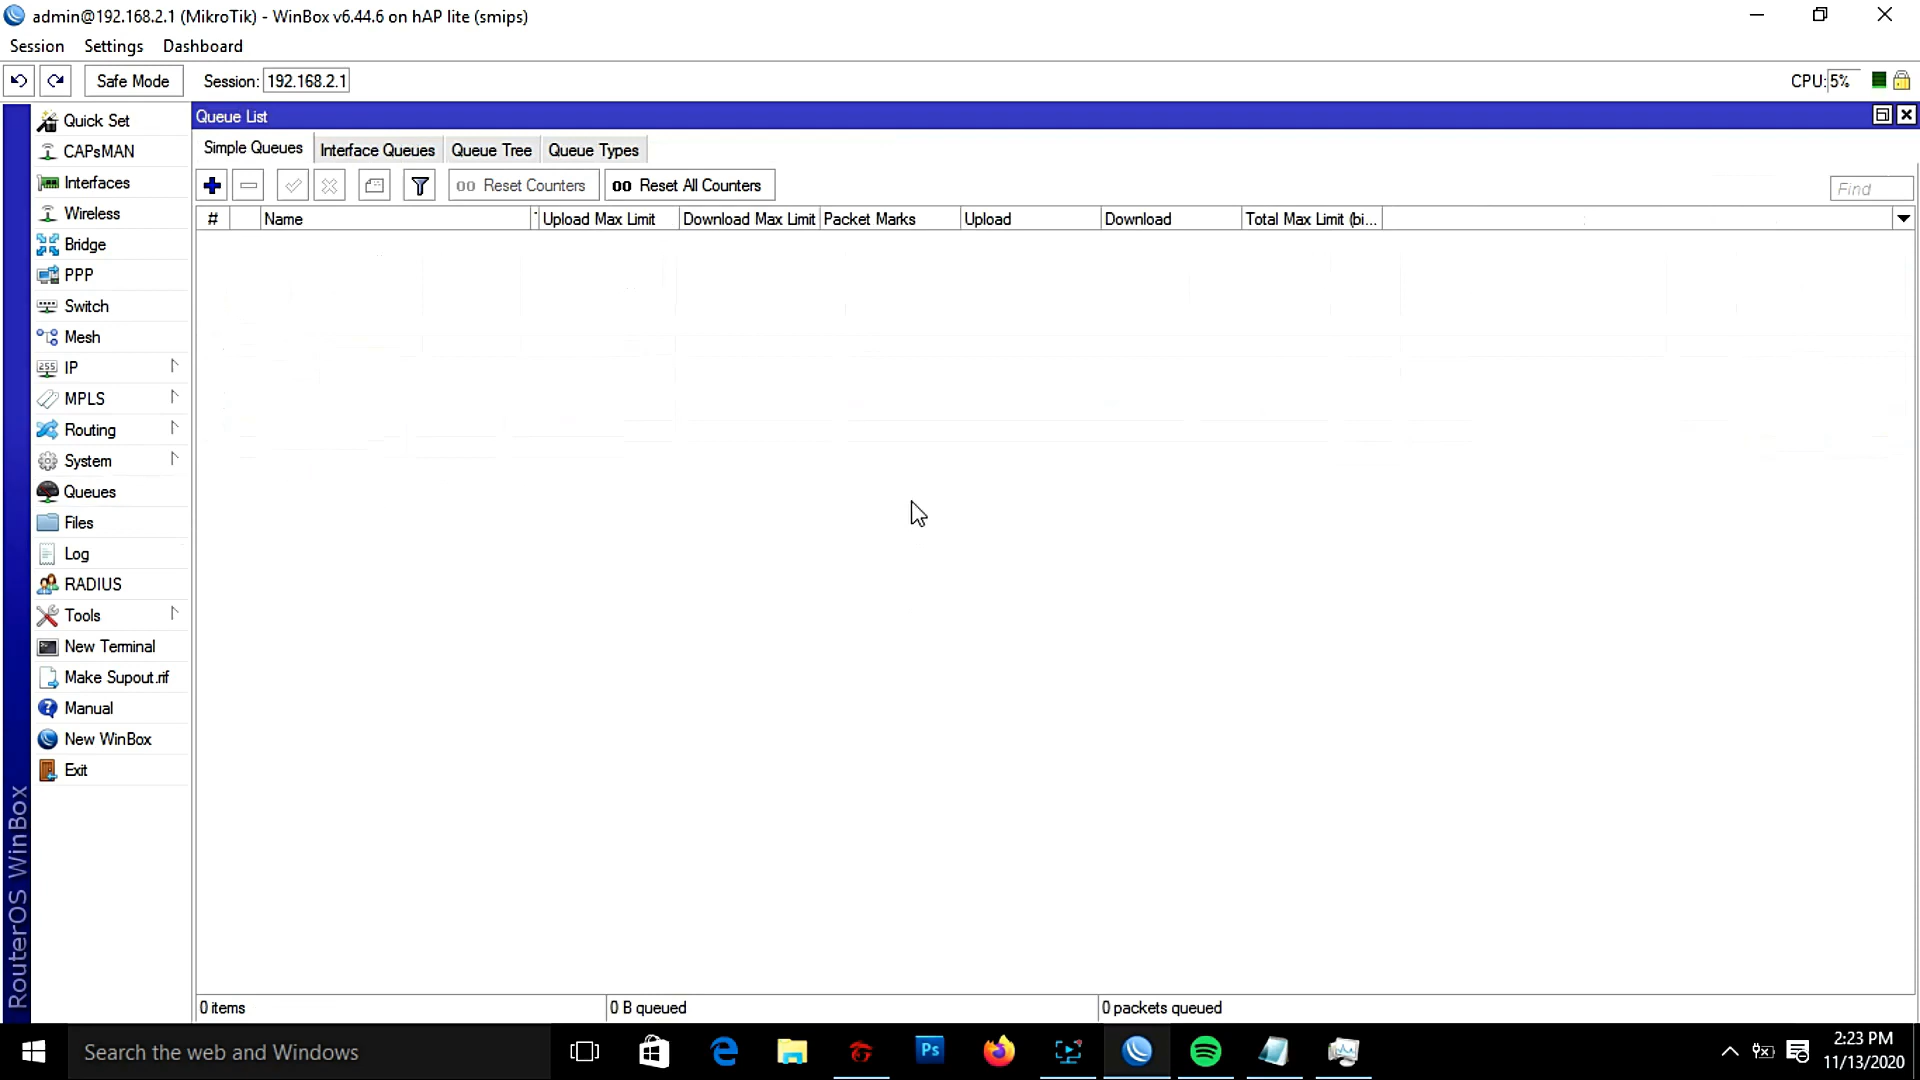 admin@192.168.2.1 (MikroTik) - WinBox v6.44.6 on hAP lite (smips)
Session Settings Dashboard
Safe Mode Session: 192.168.2.1 CPU: 5%
Queue List
Simple Queues Interface Queues Queue Tree Queue Types
00 Reset Counters 00 Reset All Counters Find
# Name Upload Max Limit Download Max Limit Packet Marks Upload Download Total Max Limit (bi...
Quick Set
CAPsMAN
Interfaces
Wireless
Bridge
PPP
Switch
Mesh
255 IP
MPLS
Routing
System
Queues
Files
Log
RADIUS
Tools
New Terminal
Make Supout.rif
Manual
New WinBox
Exit
RouterOS WinBox
0 items 0 B queued 0 packets queued
Search the web and Windows
Ps
2:23 PM
11/13/2020